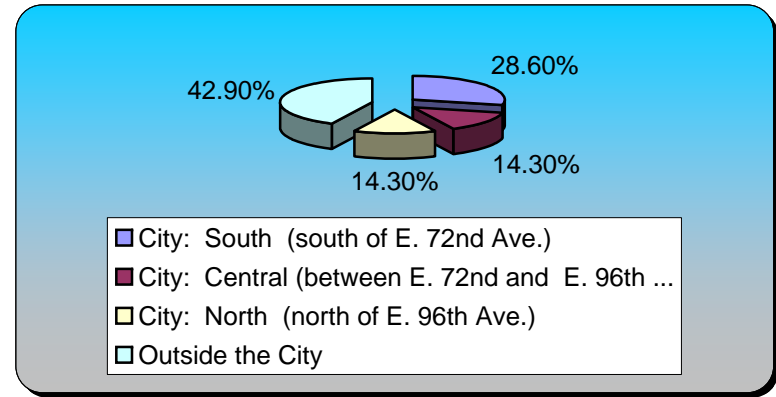 28.60%
42.90%
14.30%
14.30%
City:  South  (south of E. 72nd Ave.)
City:  Central (between E. 72nd and  E. 96th ...
City:  North  (north of E. 96th Ave.)
Outside the City